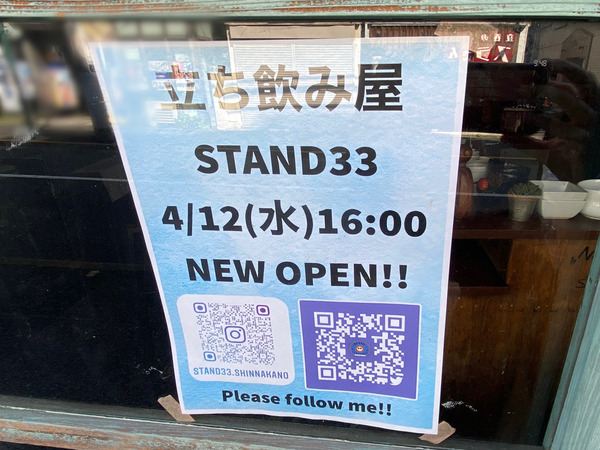 立ち飲み屋
STAND33
4/12(水)16:00
NEW OPEN!!
STAND33.SHINNAKANO
Please follow me!!